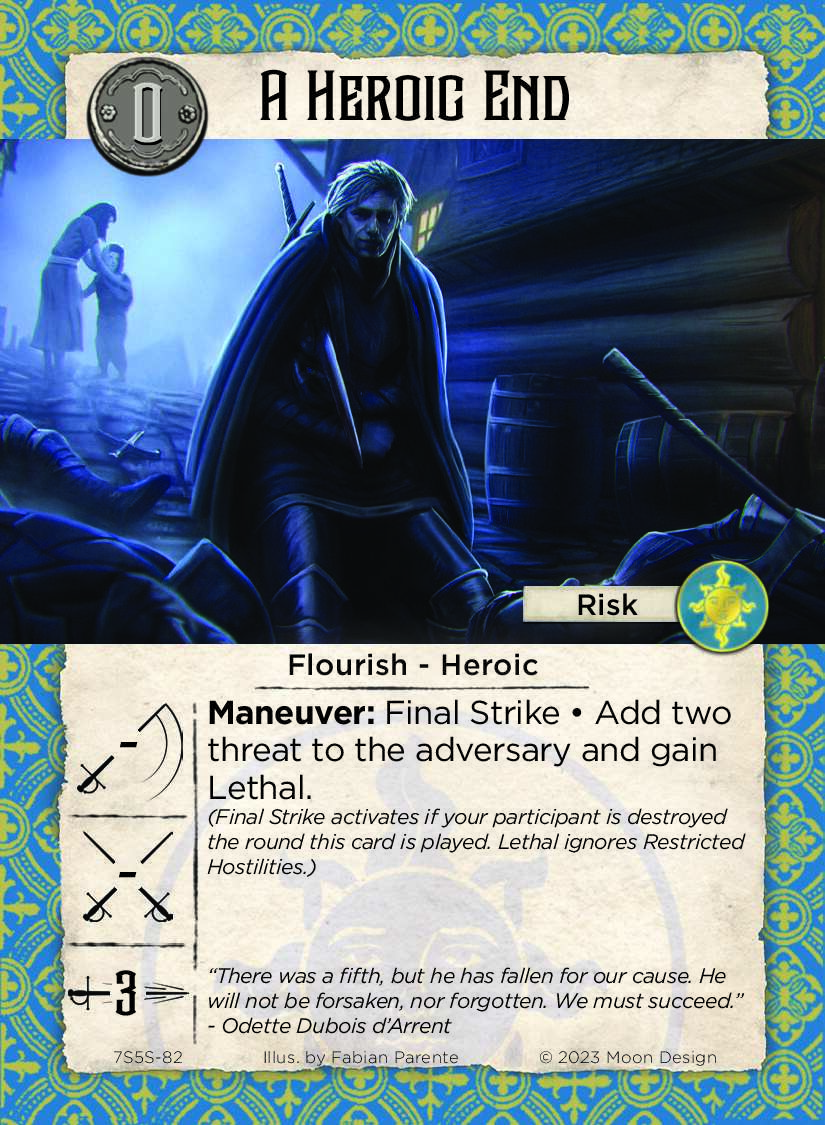 0
A Heroic End
Risk
Flourish - Heroic
Maneuver: Final Strike • Add two
threat to the adversary and gain
Lethal.
(Final Strike activates if your participant is destroyed
the round this card is played. Lethal ignores Restricted
Hostilities.)
-
-
3
“There was a fifth, but he has fallen for our cause. He
will not be forsaken, nor forgotten. We must succeed.”
- Odette Dubois d’Arrent
7S5S-82 Illus. by Fabian Parente © 2023 Moon Design